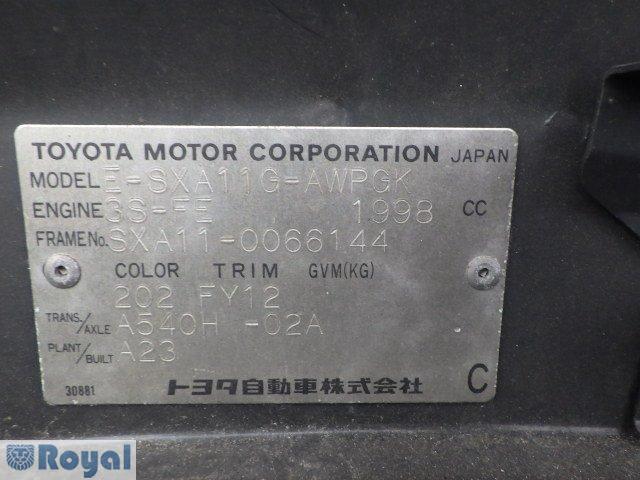 TOYOTA MOTOR CORPORATION JAPAN
MODEL E-SXA11G-AWPGK
ENGINE 3S-FE 1998 CC
FRAME No. SXA11-0066144
COLOR TRIM GVM(KG)
202 FY12
TRANS./AXLE A540H -02A
PLANT/BUILT A23
30881 トヨタ自動車株式会社 C
Royal